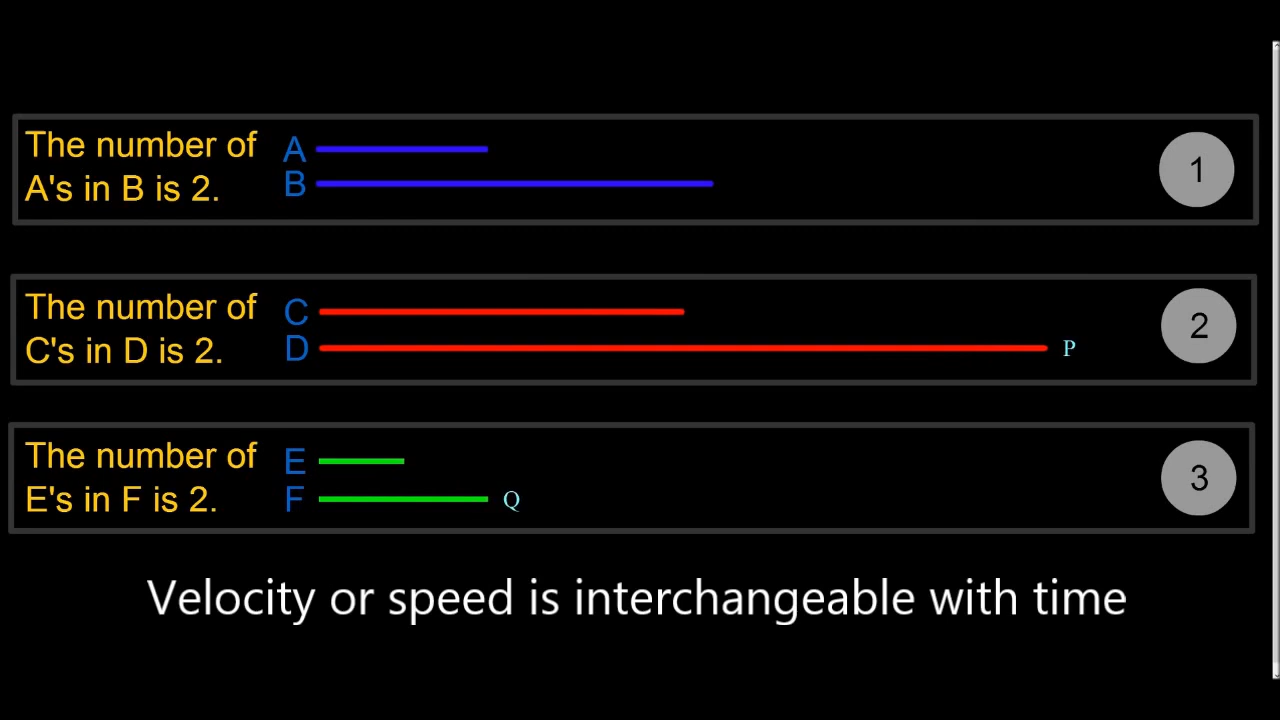 The number of
A's in B is 2.
A
B
1
The number of
C's in D is 2.
C
D
P
2
The number of
E's in F is 2.
E
F
Q
3
Velocity or speed is interchangeable with time